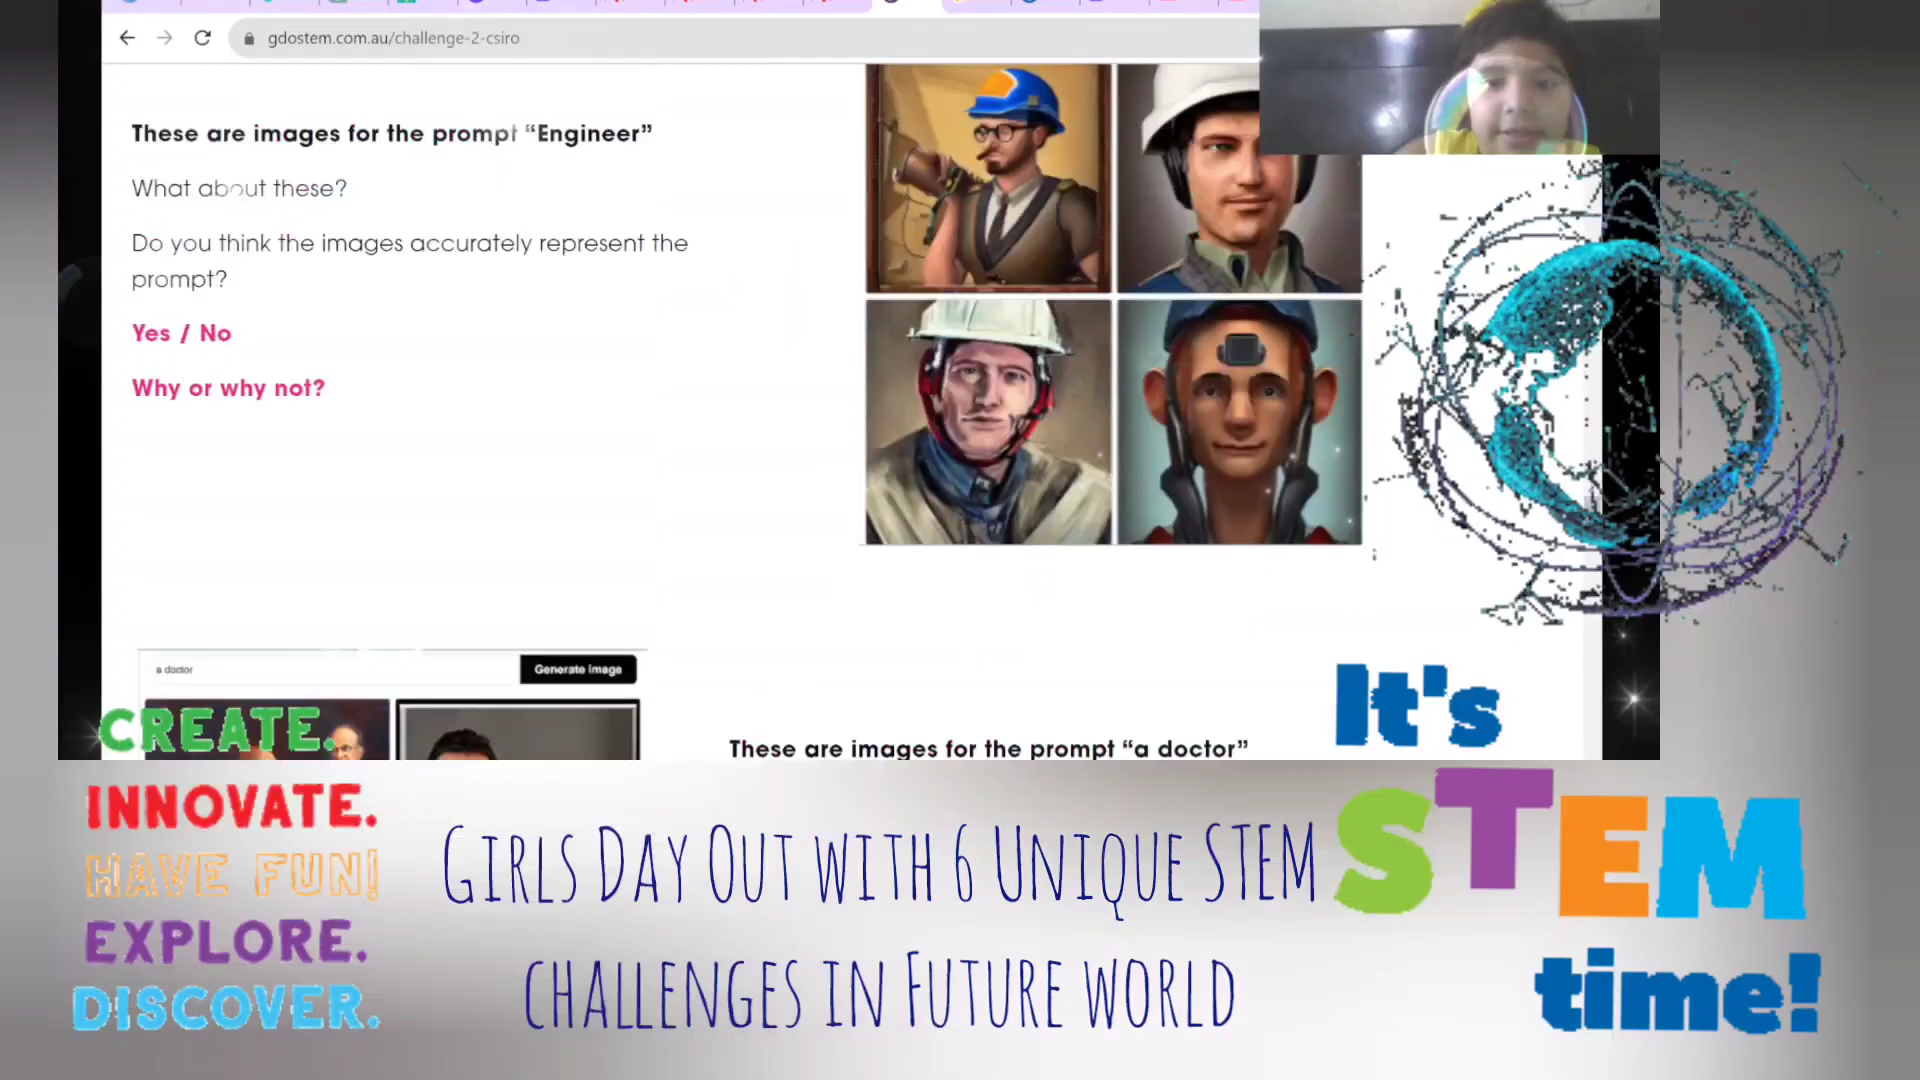 gdostem.com.au/challenge-2-csiro
These are images for the prompt “Engineer”
What about these?
Do you think the images accurately represent the
prompt?
Yes / No
Why or why not?
a doctor
Generate image
These are images for the prompt “a doctor”
CREATE.
INNOVATE.
HAVE FUN!
EXPLORE.
DISCOVER.
GIRLS DAY OUT WITH 6 UNIQUE STEM
CHALLENGES IN FUTURE WORLD
It's
STEM
time!